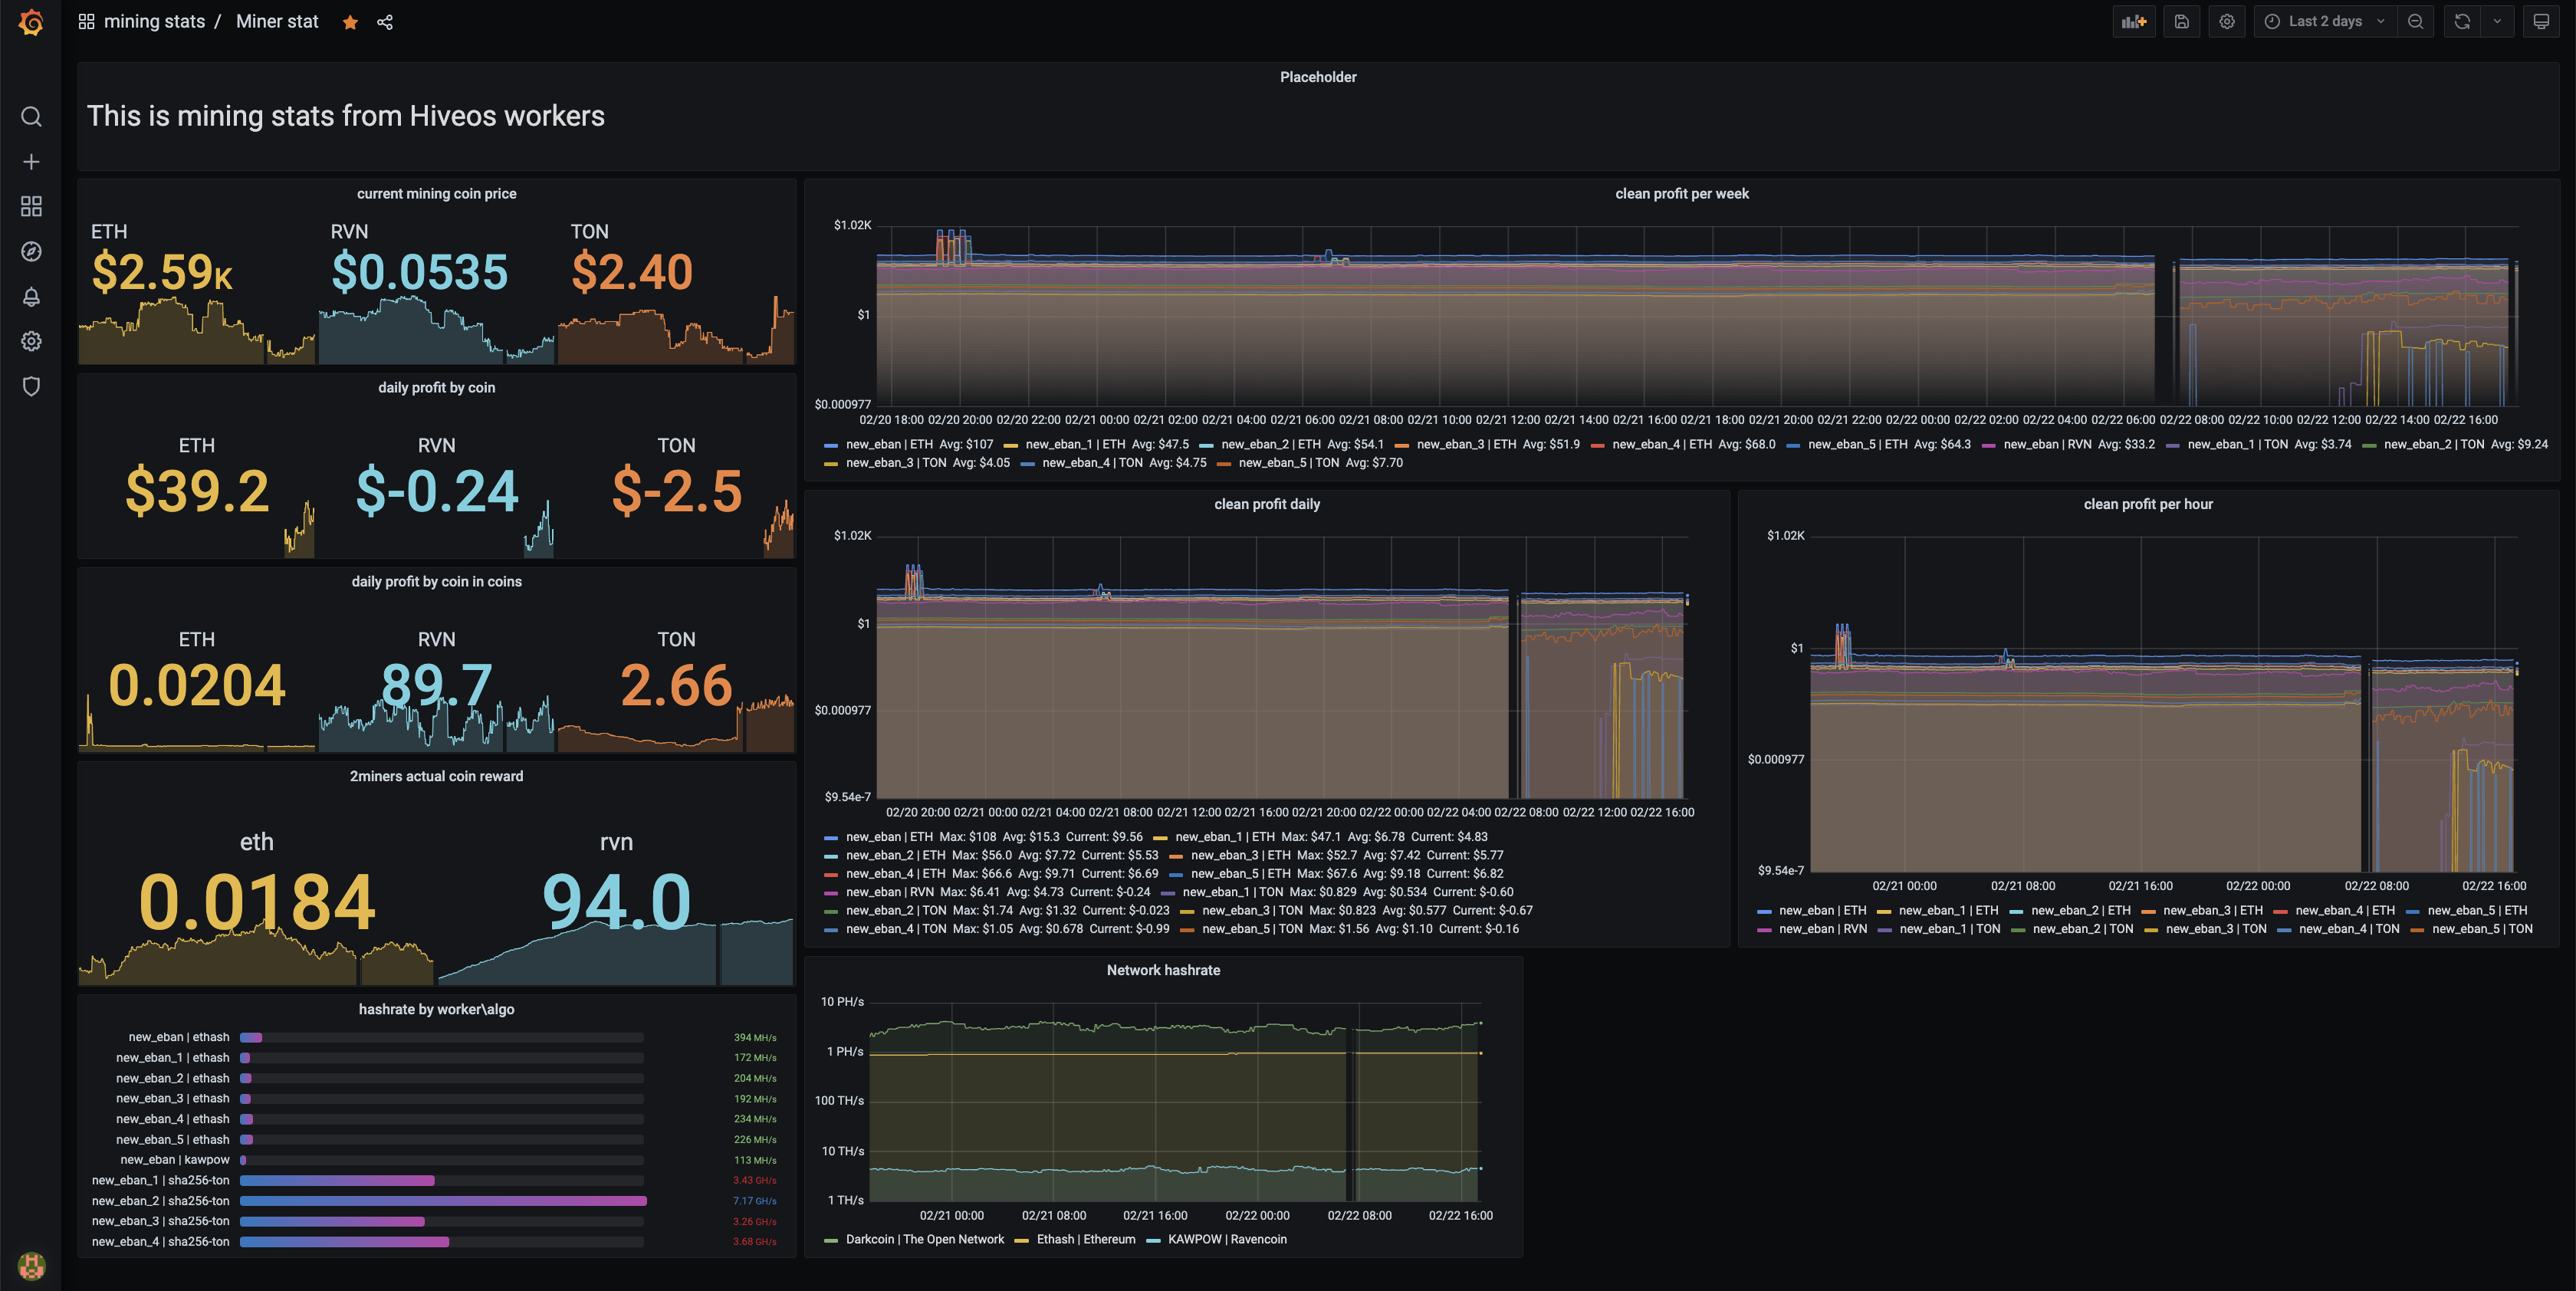 mining stats / Miner stat
Last 2 days
Placeholder
This is mining stats from Hiveos workers
current mining coin price
ETH RVN TON
$2.59K $0.0535 $2.40
daily profit by coin
ETH RVN TON
$39.2 $-0.24 $-2.5
daily profit by coin in coins
ETH RVN TON
0.0204 89.7 2.66
2miners actual coin reward
eth rvn
0.0184 94.0
hashrate by worker\algo
new_eban | ethash 394 MH/s
new_eban_1 | ethash 172 MH/s
new_eban_2 | ethash 204 MH/s
new_eban_3 | ethash 192 MH/s
new_eban_4 | ethash 234 MH/s
new_eban_5 | ethash 226 MH/s
new_eban | kawpow 113 MH/s
new_eban_1 | sha256-ton 3.43 GH/s
new_eban_2 | sha256-ton 7.17 GH/s
new_eban_3 | sha256-ton 3.26 GH/s
new_eban_4 | sha256-ton 3.68 GH/s
clean profit per week
$1.02K
$1
$0.000977
02/20 18:00 02/20 20:00 02/20 22:00 02/21 00:00 02/21 02:00 02/21 04:00 02/21 06:00 02/21 08:00 02/21 10:00 02/21 12:00 02/21 14:00 02/21 16:00 02/21 18:00 02/21 20:00 02/21 22:00 02/22 00:00 02/22 02:00 02/22 04:00 02/22 06:00 02/22 08:00 02/22 10:00 02/22 12:00 02/22 14:00 02/22 16:00
new_eban | ETH Avg: $107 new_eban_1 | ETH Avg: $47.5 new_eban_2 | ETH Avg: $54.1 new_eban_3 | ETH Avg: $51.9 new_eban_4 | ETH Avg: $68.0 new_eban_5 | ETH Avg: $64.3 new_eban | RVN Avg: $33.2 new_eban_1 | TON Avg: $3.74 new_eban_2 | TON Avg: $9.24
new_eban_3 | TON Avg: $4.05 new_eban_4 | TON Avg: $4.75 new_eban_5 | TON Avg: $7.70
clean profit daily
$1.02K
$1
$0.000977
$9.54e-7
02/20 20:00 02/21 00:00 02/21 04:00 02/21 08:00 02/21 12:00 02/21 16:00 02/21 20:00 02/22 00:00 02/22 04:00 02/22 08:00 02/22 12:00 02/22 16:00
new_eban | ETH Max: $108 Avg: $15.3 Current: $9.56 new_eban_1 | ETH Max: $47.1 Avg: $6.78 Current: $4.83
new_eban_2 | ETH Max: $56.0 Avg: $7.72 Current: $5.53 new_eban_3 | ETH Max: $52.7 Avg: $7.42 Current: $5.77
new_eban_4 | ETH Max: $66.6 Avg: $9.71 Current: $6.69 new_eban_5 | ETH Max: $67.6 Avg: $9.18 Current: $6.82
new_eban | RVN Max: $6.41 Avg: $4.73 Current: $-0.24 new_eban_1 | TON Max: $0.829 Avg: $0.534 Current: $-0.60
new_eban_2 | TON Max: $1.74 Avg: $1.32 Current: $-0.023 new_eban_3 | TON Max: $0.823 Avg: $0.577 Current: $-0.67
new_eban_4 | TON Max: $1.05 Avg: $0.678 Current: $-0.99 new_eban_5 | TON Max: $1.56 Avg: $1.10 Current: $-0.16
clean profit per hour
$1.02K
$1
$0.000977
$9.54e-7
02/21 00:00 02/21 08:00 02/21 16:00 02/22 00:00 02/22 08:00 02/22 16:00
new_eban | ETH new_eban_1 | ETH new_eban_2 | ETH new_eban_3 | ETH new_eban_4 | ETH new_eban_5 | ETH
new_eban | RVN new_eban_1 | TON new_eban_2 | TON new_eban_3 | TON new_eban_4 | TON new_eban_5 | TON
Network hashrate
10 PH/s
1 PH/s
100 TH/s
10 TH/s
1 TH/s
02/21 00:00 02/21 08:00 02/21 16:00 02/22 00:00 02/22 08:00 02/22 16:00
Darkcoin | The Open Network Ethash | Ethereum KAWPOW | Ravencoin